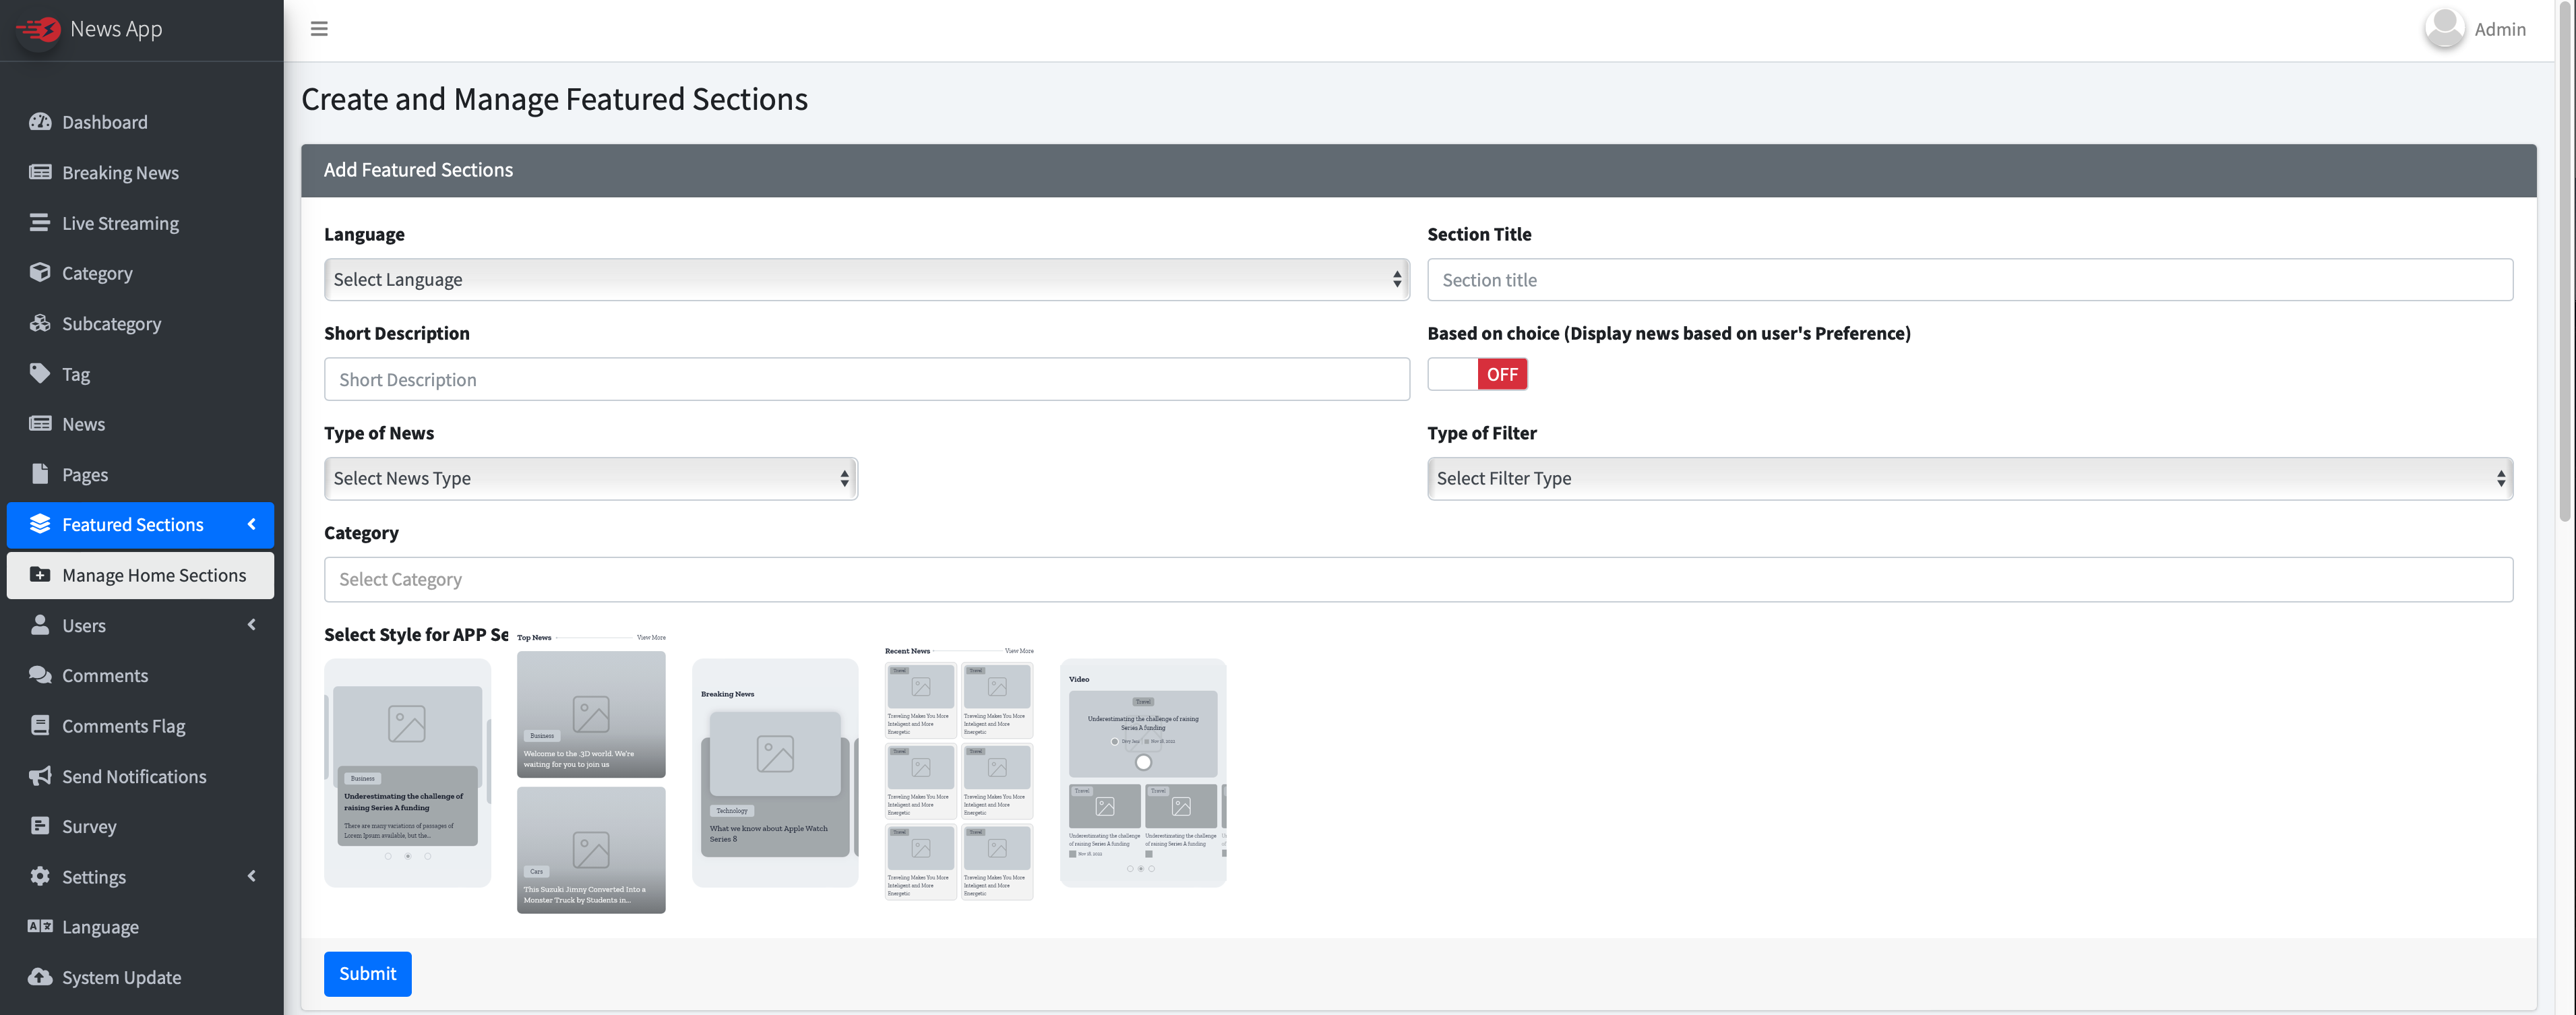 News App
Admin
Dashboard
Breaking News
Live Streaming
Category
Subcategory
Tag
News
Pages
Featured Sections
Manage Home Sections
Users
Comments
Comments Flag
Send Notifications
Survey
Settings
Language
System Update
Create and Manage Featured Sections
Add Featured Sections
Language
Select Language
Section Title
Section title
Short Description
Short Description
Based on choice (Display news based on user's Preference)
OFF
Type of News
Select News Type
Type of Filter
Select Filter Type
Category
Select Category
Select Style for APP Se
Business
Underestimating the challenge of
raising Series A funding
There are many variations of passages of
Lorem Ipsum available, but the...
Top News
View More
Business
Welcome to the .3D world. We're
waiting for you to join us
Cars
This Suzuki Jimny Converted Into a
Monster Truck by Students in...
Breaking News
Technology
What we know about Apple Watch
Series 8
Recent News
View More
Travel
Traveling Makes You More
Inteligent and More
Energetic
Travel
Traveling Makes You More
Inteligent and More
Energetic
Travel
Traveling Makes You More
Inteligent and More
Energetic
Travel
Traveling Makes You More
Inteligent and More
Energetic
Travel
Traveling Makes You More
Inteligent and More
Energetic
Travel
Traveling Makes You More
Inteligent and More
Energetic
Video
Travel
Underestimating the challenge of raising
Series A funding
Nov 18, 2022
Travel
Underestimating the challenge
of raising Series A funding
Nov 18, 2022
Travel
Underestimating the challenge
of raising Series A funding
Submit